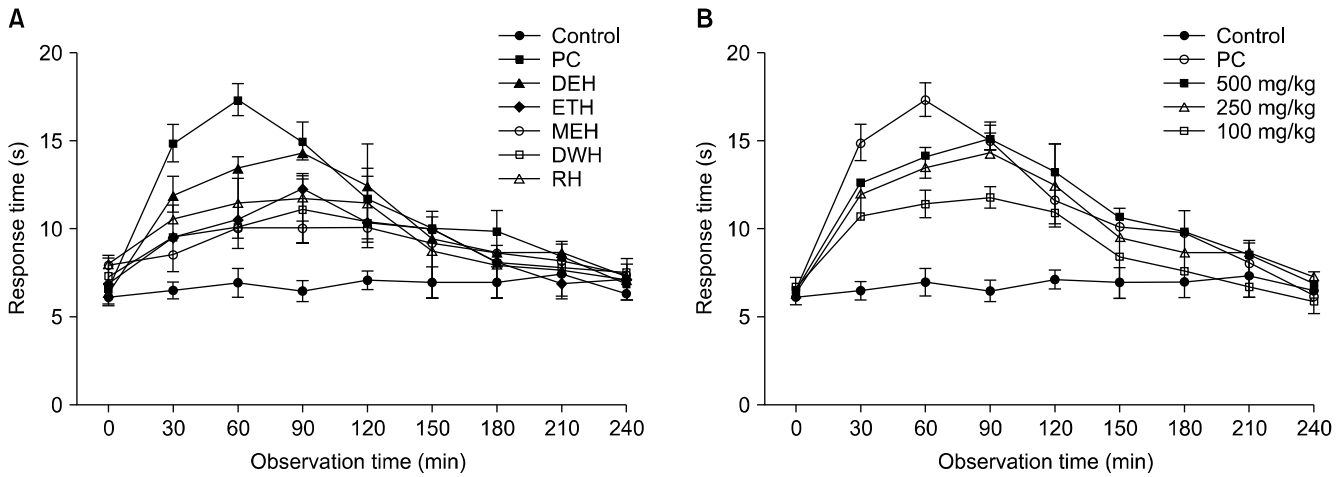 A
Response time (s)
20
15
10
5
0
0 30 60 90 120 150 180 210 240
Observation time (min)
Control
PC
DEH
ETH
MEH
DWH
RH
B
Response time (s)
20
15
10
5
0
0 30 60 90 120 150 180 210 240
Observation time (min)
Control
PC
500 mg/kg
250 mg/kg
100 mg/kg